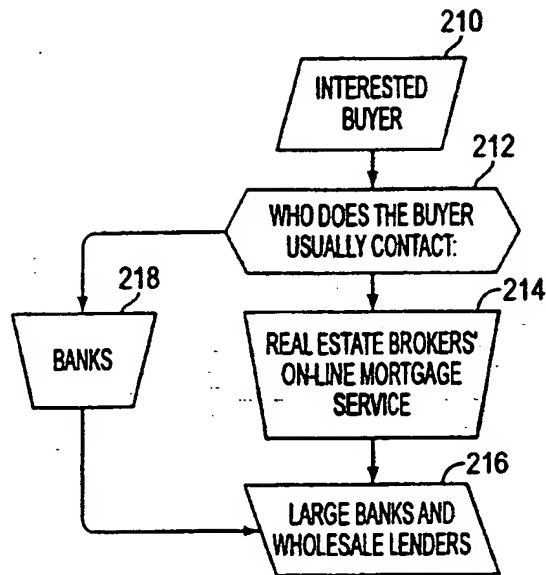 210
INTERESTED
BUYER
212
WHO DOES THE BUYER
USUALLY CONTACT:
218
BANKS
214
REAL ESTATE BROKERS'
ON-LINE MORTGAGE
SERVICE
216
LARGE BANKS AND
WHOLESALE LENDERS